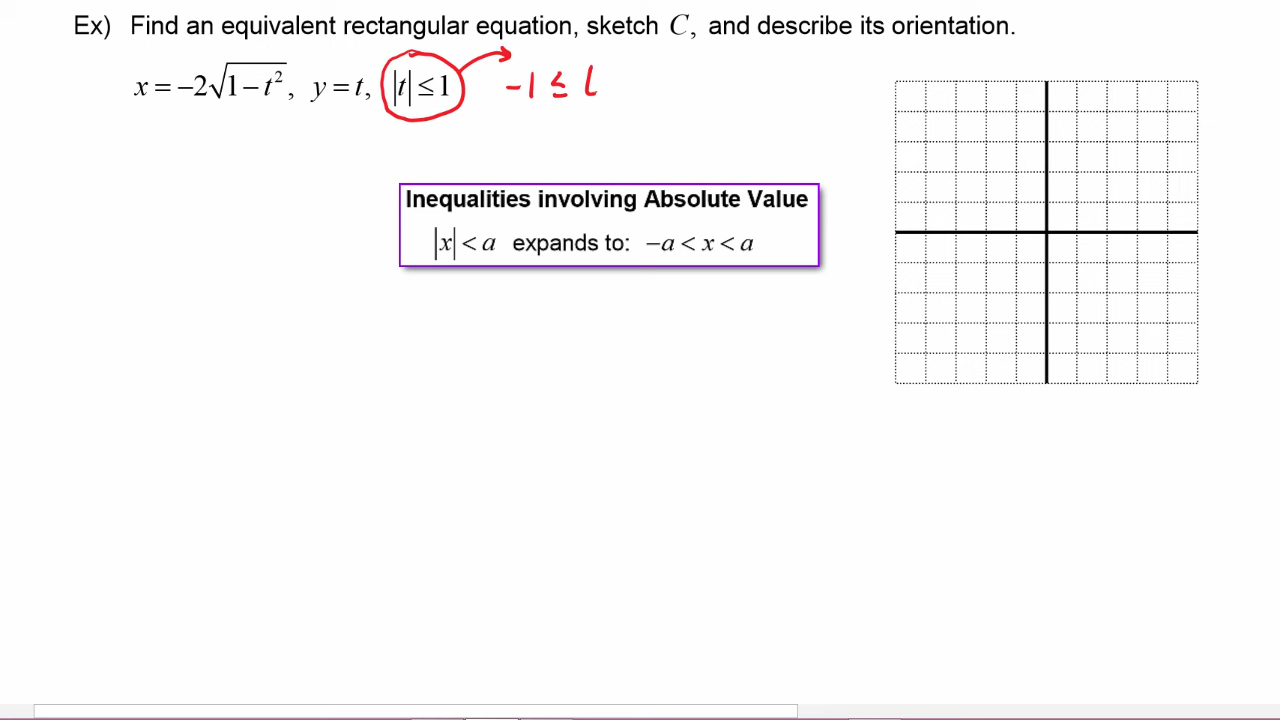 Ex) Find an equivalent rectangular equation, sketch C, and describe its orientation.
x = −2√(1 − t²), y = t, |t| ≤ 1 -1 ≤
Inequalities involving Absolute Value
|x| < a expands to: −a < x < a